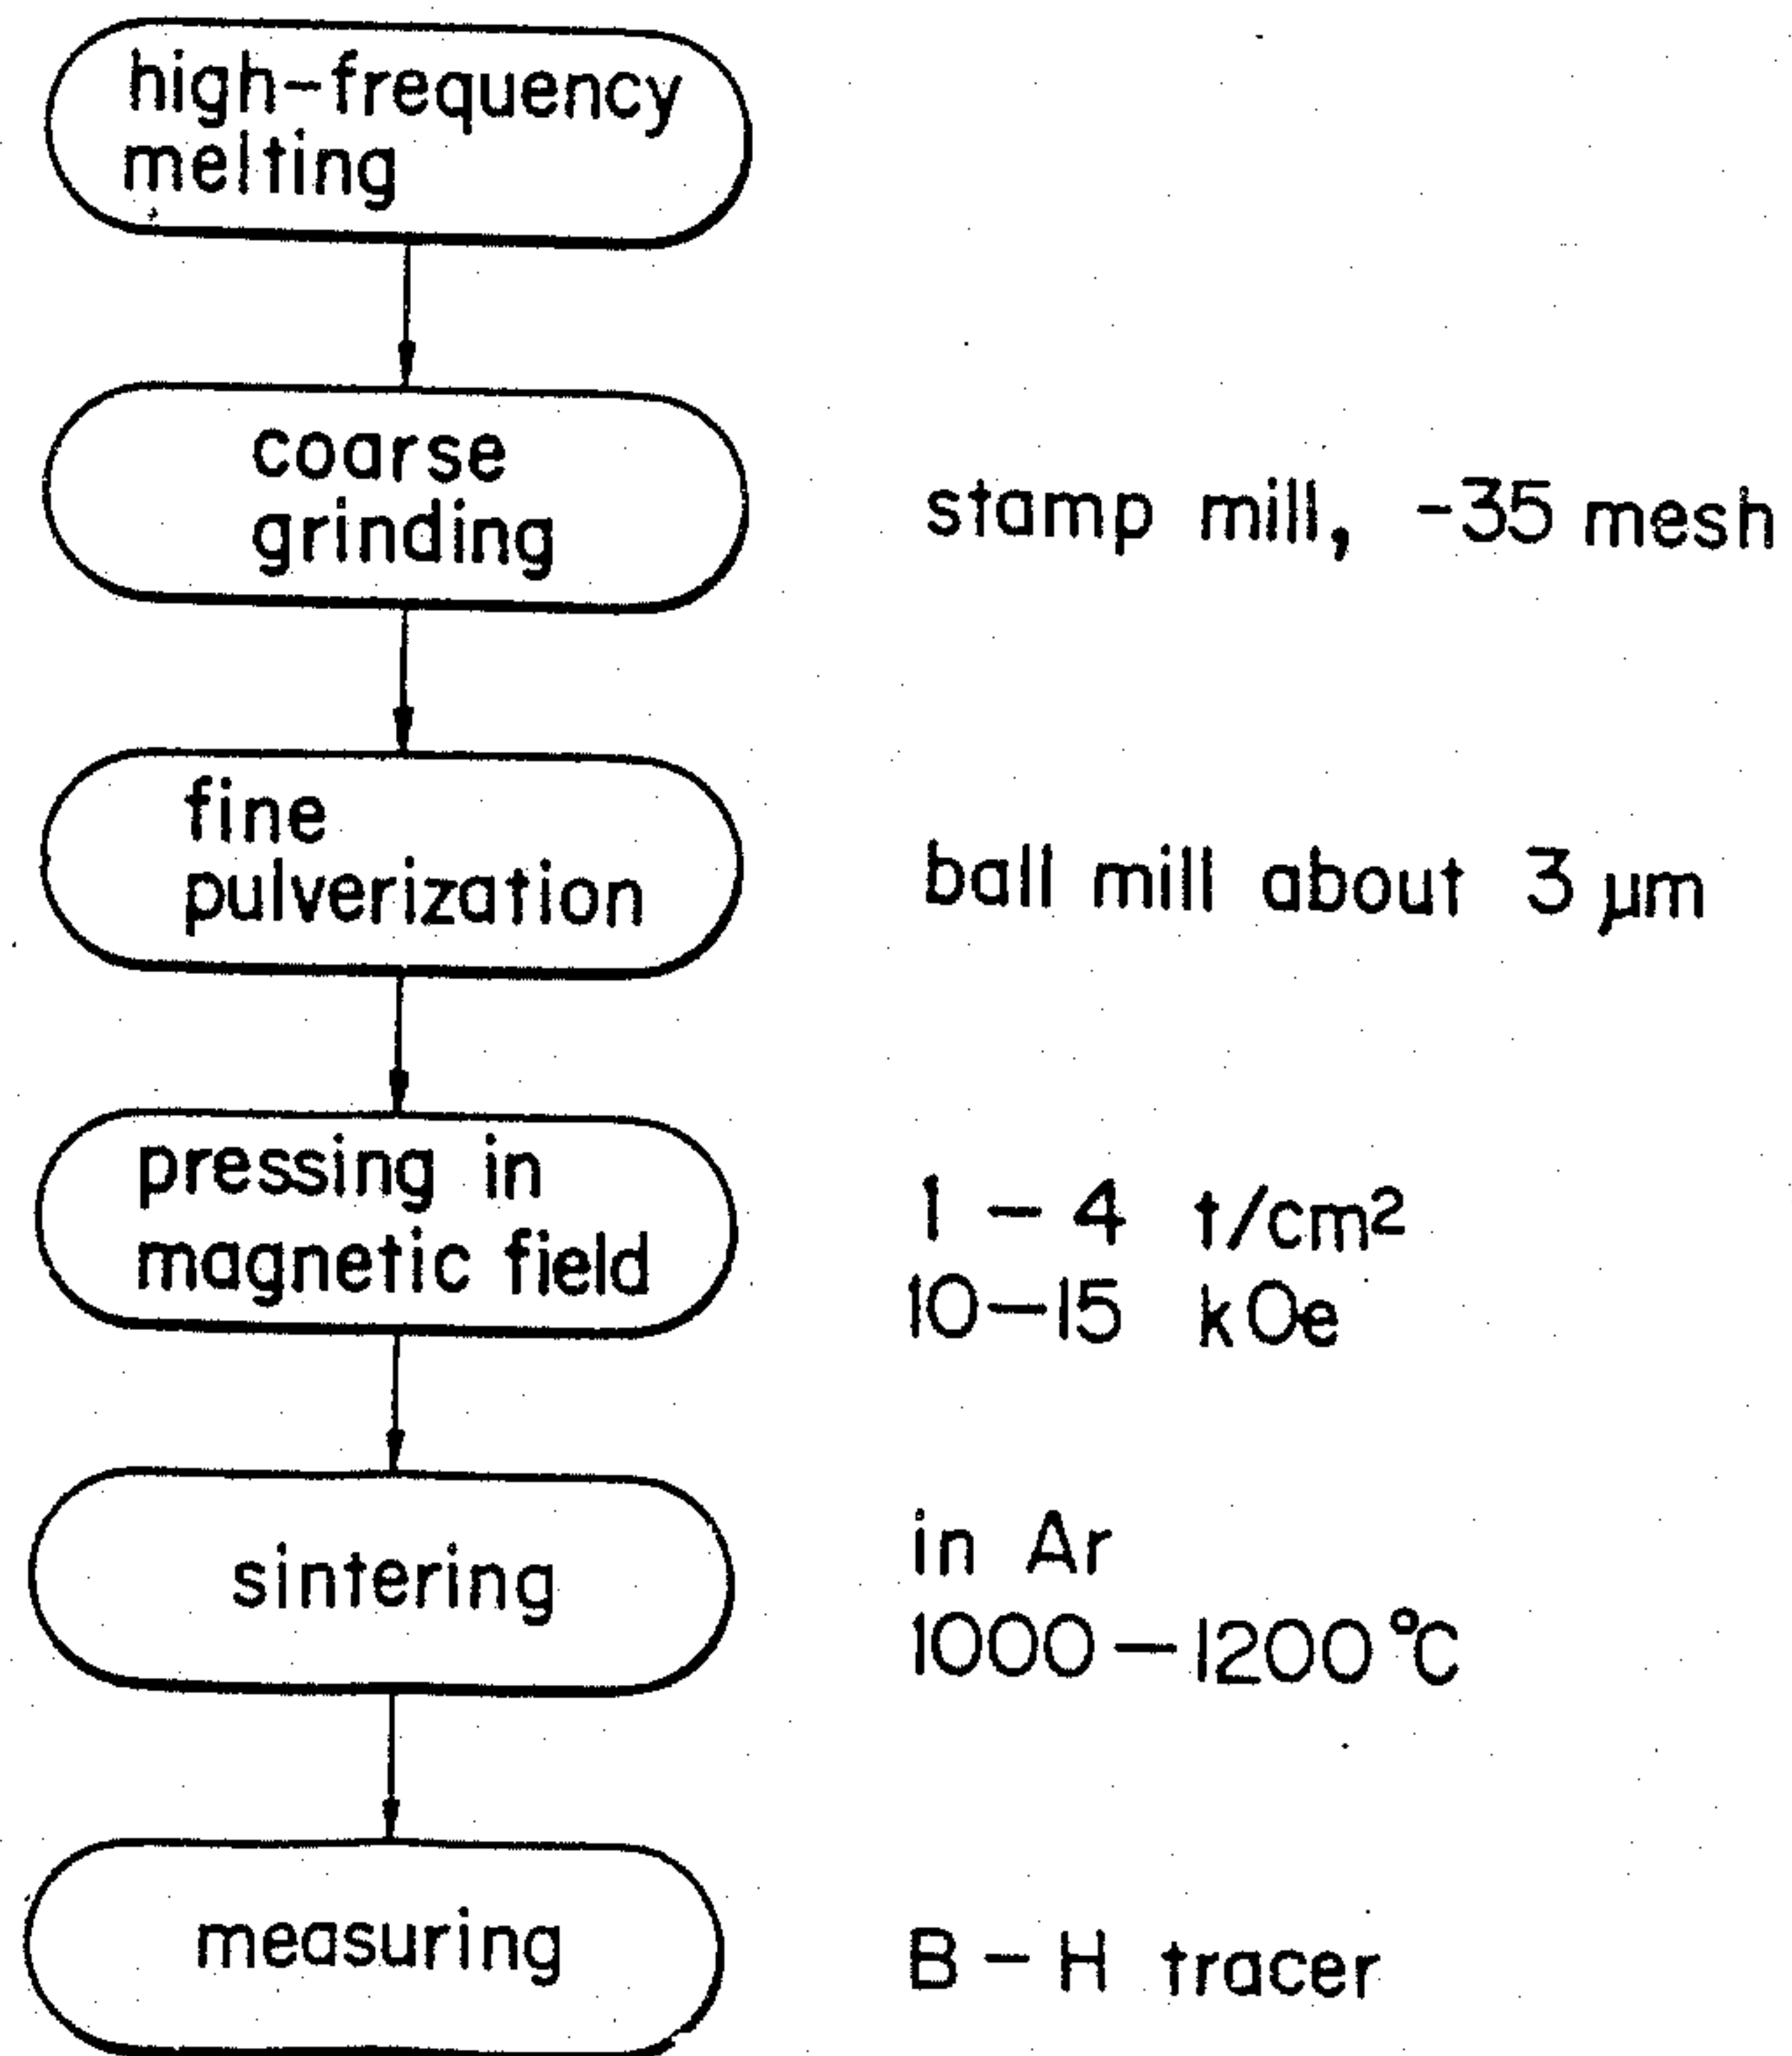 high-frequency
melting
coarse
grinding
stamp mill, -35 mesh
fine
pulverization
ball mill about 3 μm
pressing in
magnetic field
1 - 4 t/cm²
10-15 kOe
sintering
in Ar
1000-1200°C
measuring
B - H tracer